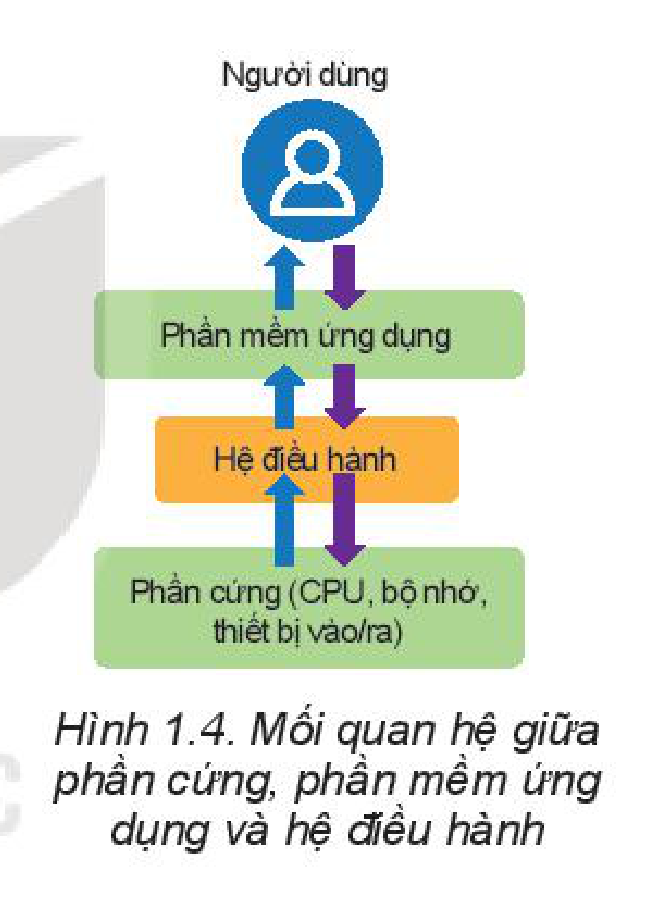 Người dùng
Phần mềm ứng dụng
Hệ điều hành
Phần cứng (CPU, bộ nhớ,
thiết bị vào/ra)
Hình 1.4. Mối quan hệ giữa
phần cứng, phần mềm ứng
dụng và hệ điều hành
C